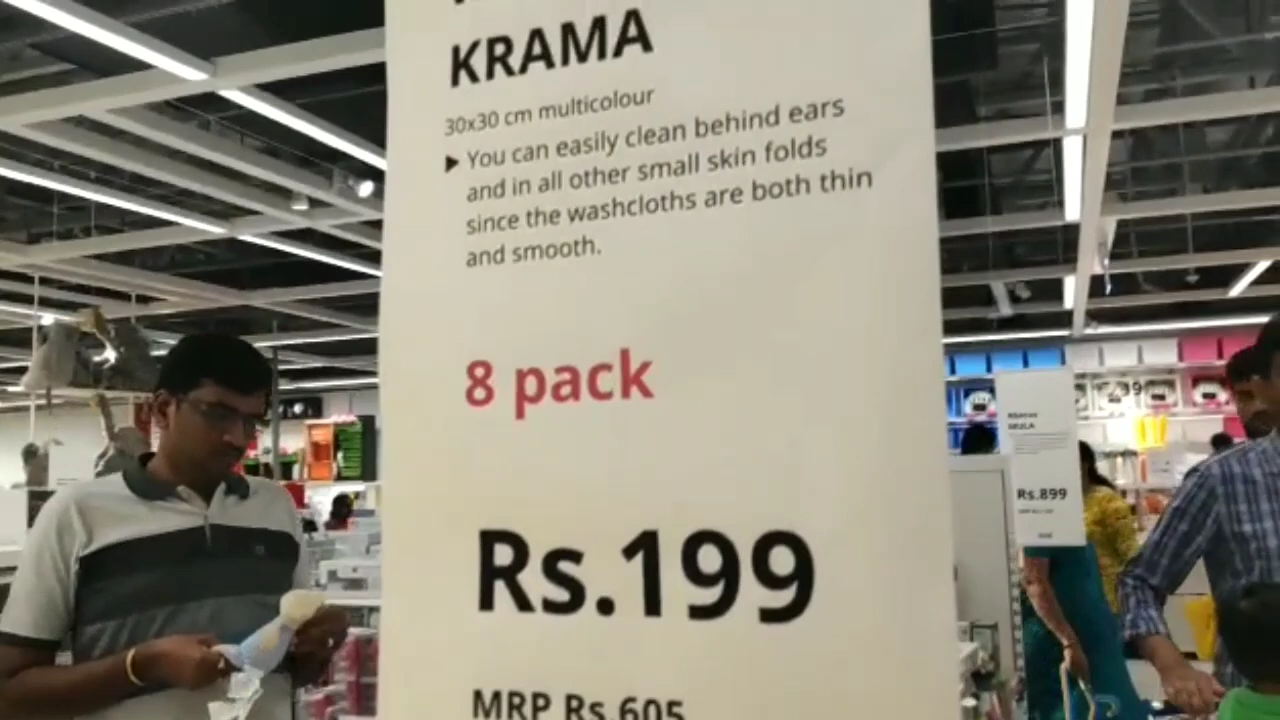 KRAMA
30x30 cm multicolour
▶ You can easily clean behind ears
and in all other small skin folds
since the washcloths are both thin
and smooth.
8 pack
Rs.199
MRP Rs.605
MULA
Rs.899